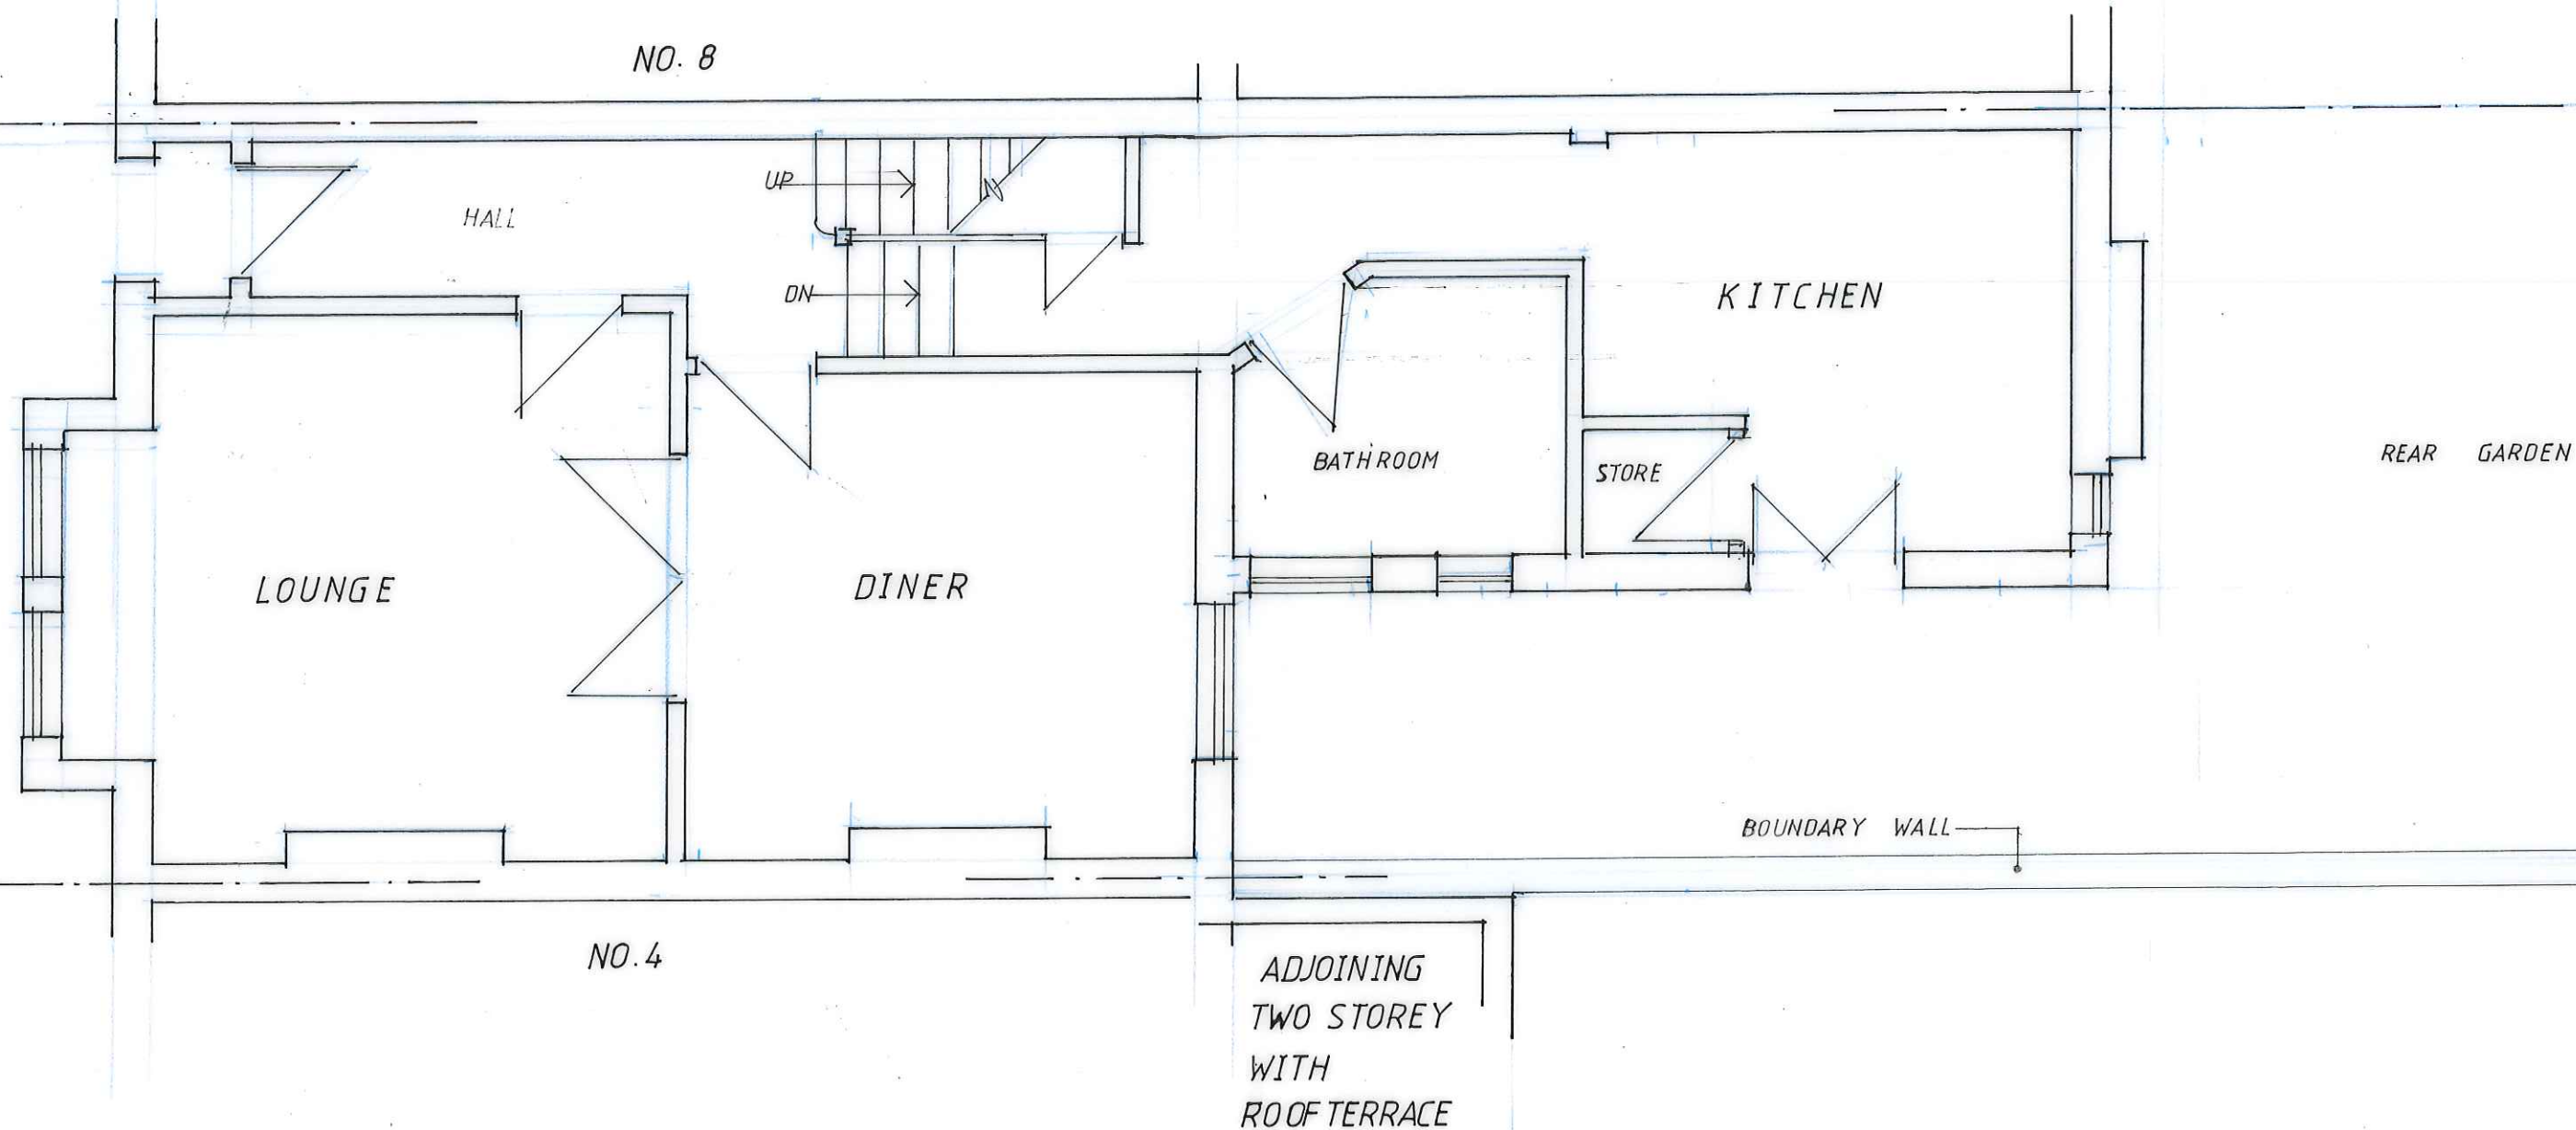 NO. 8
UP
HALL
DN
KITCHEN
BATHROOM
STORE
REAR GARDEN
LOUNGE
DINER
BOUNDARY WALL
NO.4
ADJOINING
TWO STOREY
WITH
ROOF TERRACE